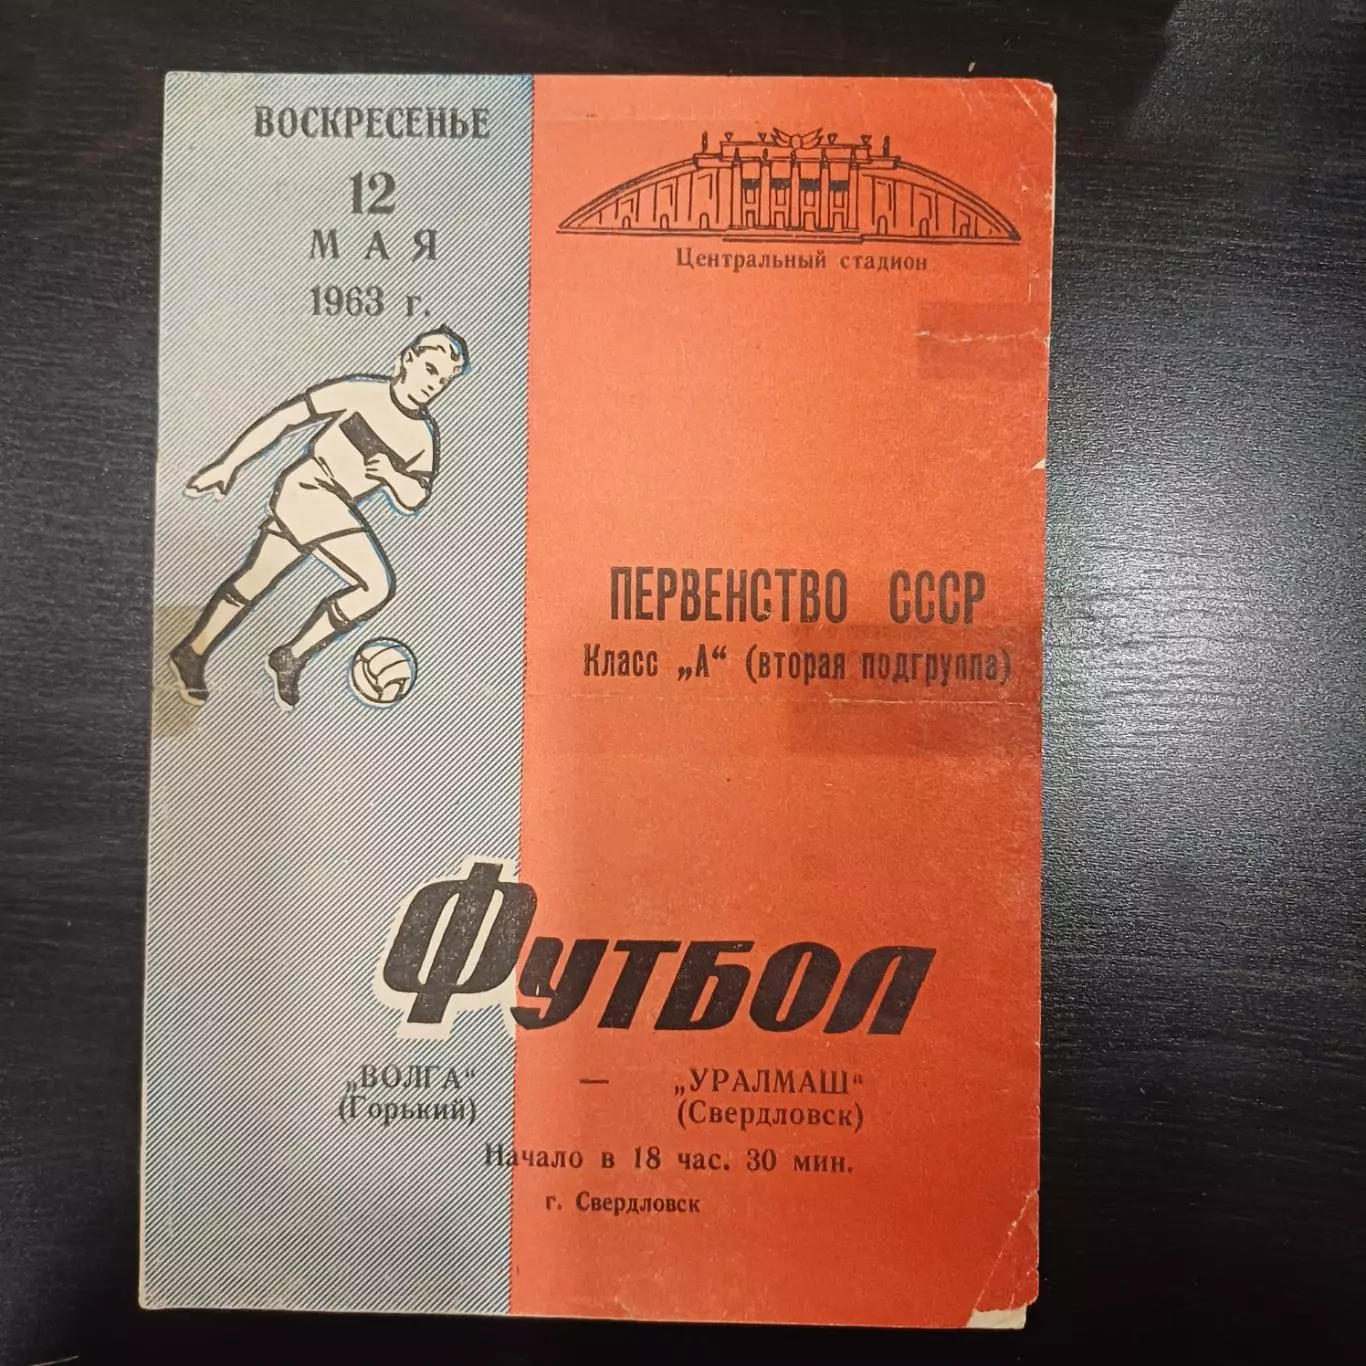 ВОСКРЕСЕНЬЕ
12
МАЯ
1963 г.
Центральный стадион
ПЕРВЕНСТВО СССР
Класс „А“ (вторая подгруппа)
ФУТБОЛ
„ВОЛГА“ — „УРАЛМАШ“
(Горький) (Свердловск)
Начало в 18 час. 30 мин.
г. Свердловск